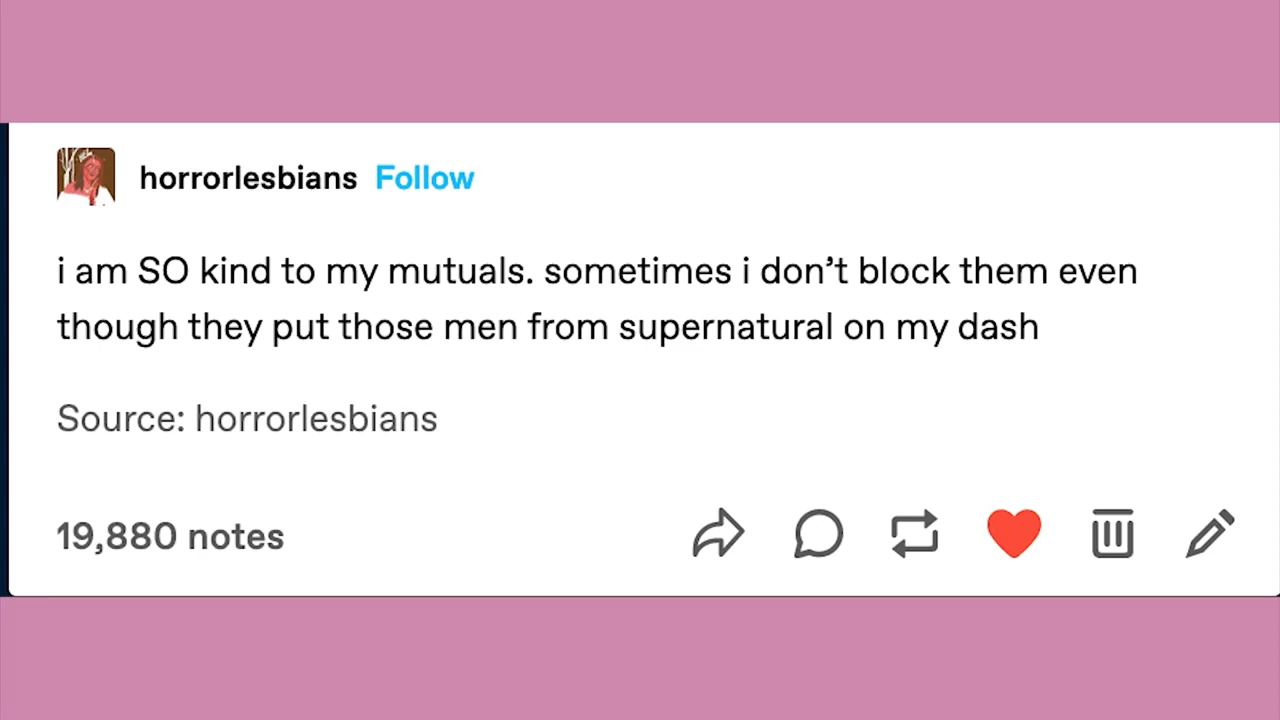 horrorlesbians Follow
i am SO kind to my mutuals. sometimes i don’t block them even
though they put those men from supernatural on my dash
Source: horrorlesbians
19,880 notes